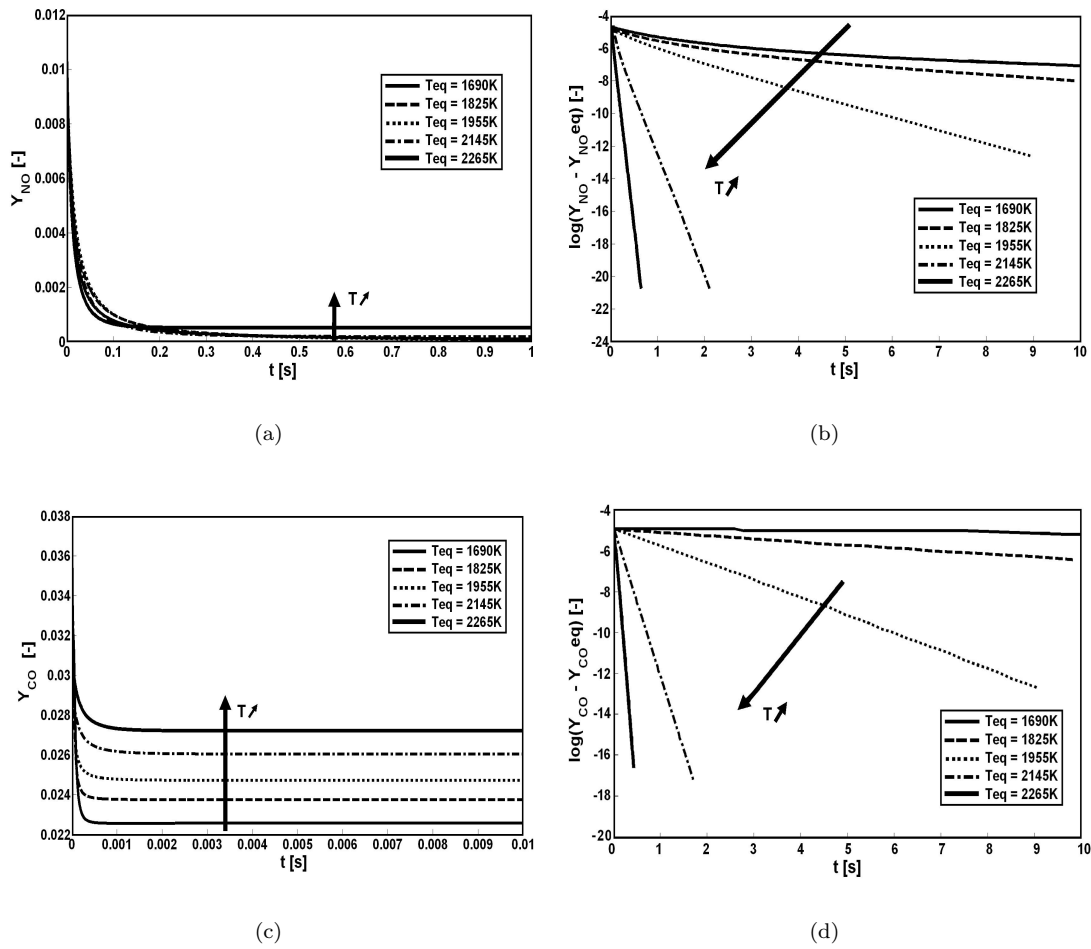 0.012
0.01
0.008
0.006
0.004
0.002
0
Y_NO [-]
0 0.1 0.2 0.3 0.4 0.5 0.6 0.7 0.8 0.9 1
t [s]
Teq = 1690K
Teq = 1825K
Teq = 1955K
Teq = 2145K
Teq = 2265K
T↗
(a)
-4
-6
-8
-10
-12
-14
-16
-18
-20
-22
-24
log(Y_NO - Y_NOeq) [-]
0 1 2 3 4 5 6 7 8 9 10
t [s]
T↗
Teq = 1690K
Teq = 1825K
Teq = 1955K
Teq = 2145K
Teq = 2265K
(b)
0.038
0.036
0.034
0.032
0.03
0.028
0.026
0.024
0.022
Y_CO [-]
0 0.001 0.002 0.003 0.004 0.005 0.006 0.007 0.008 0.009 0.01
t [s]
Teq = 1690K
Teq = 1825K
Teq = 1955K
Teq = 2145K
Teq = 2265K
T↗
(c)
-4
-6
-8
-10
-12
-14
-16
-18
-20
log(Y_CO - Y_COeq) [-]
0 1 2 3 4 5 6 7 8 9 10
t [s]
T↗
Teq = 1690K
Teq = 1825K
Teq = 1955K
Teq = 2145K
Teq = 2265K
(d)